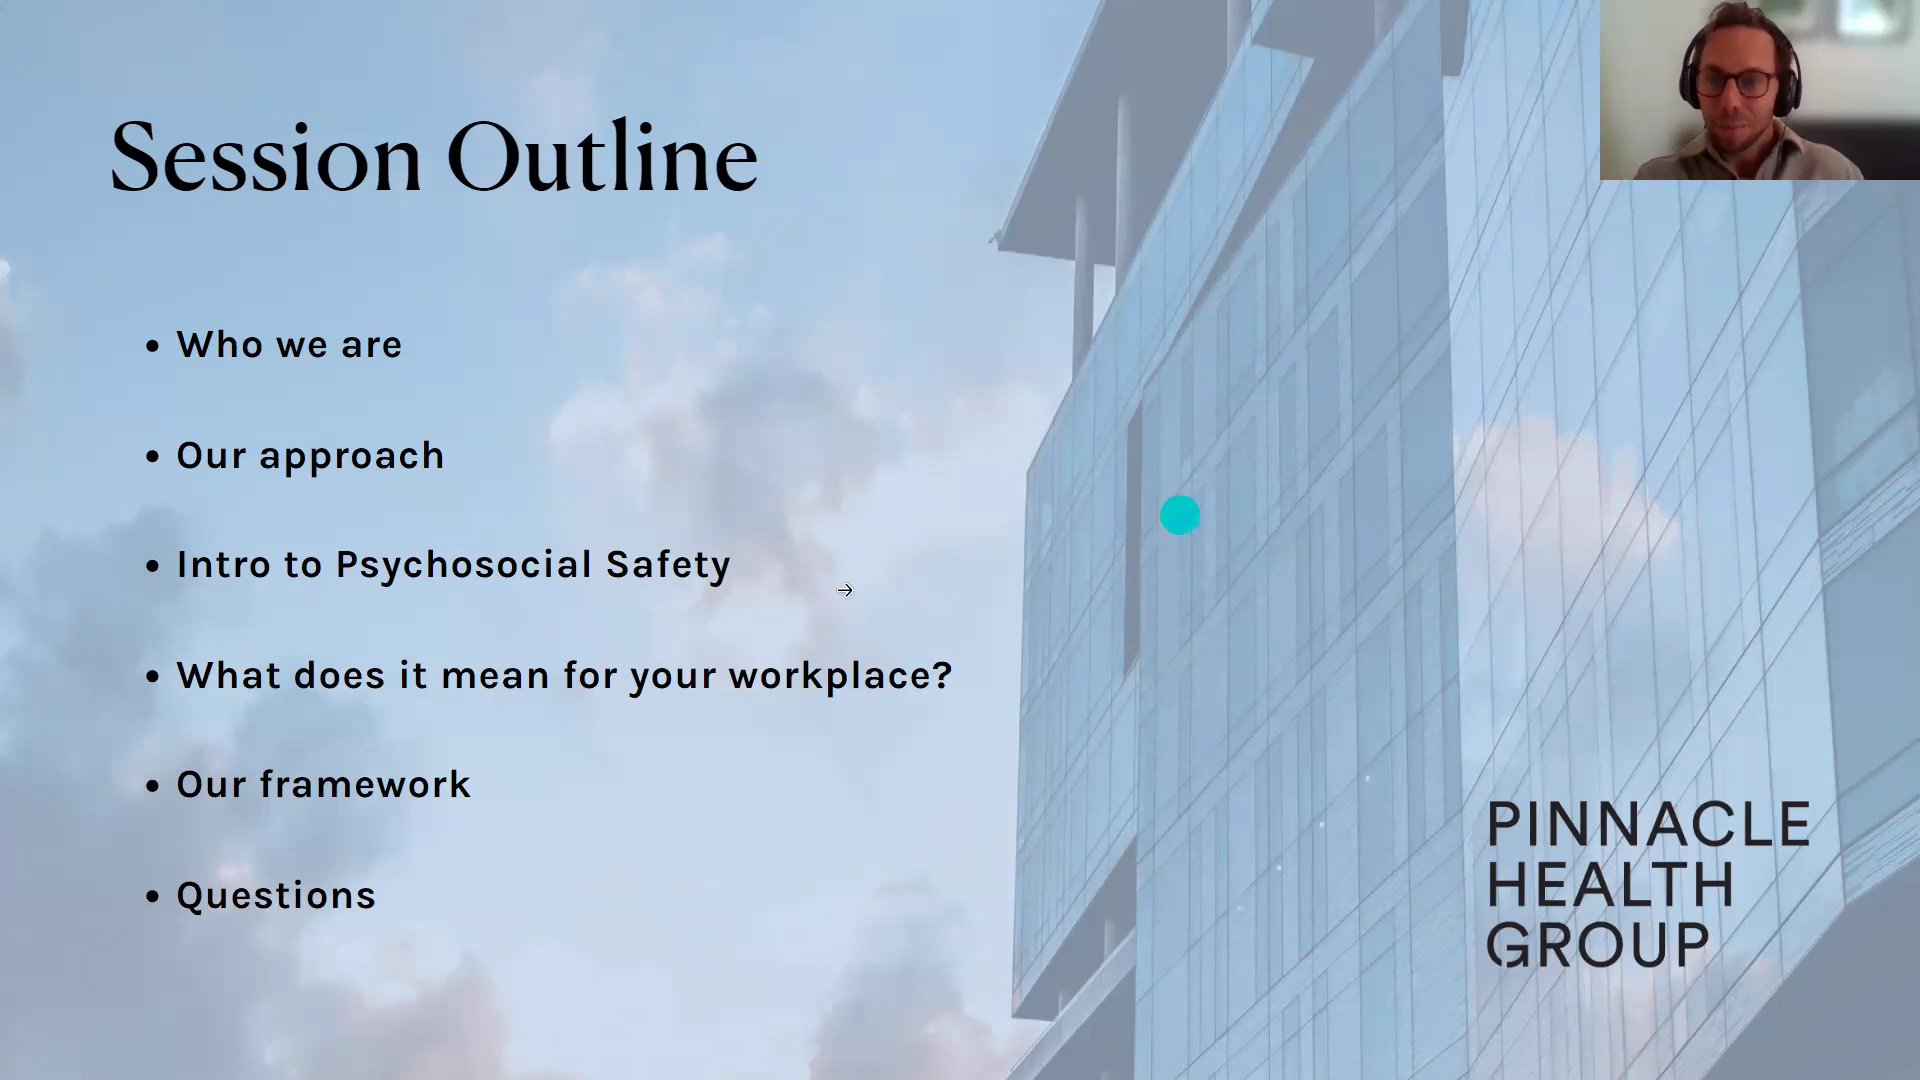 Session Outline
• Who we are
• Our approach
• Intro to Psychosocial Safety
• What does it mean for your workplace?
• Our framework
• Questions
PINNACLE
HEALTH
GROUP